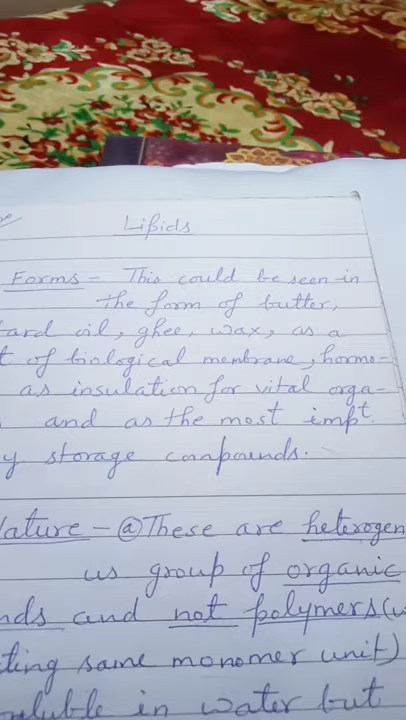 Lipids
Forms - This could be seen in
the form of butter,
tard oil, ghee, wax, as a
t of biological membrane, hormo-
as insulation for vital orga-
and as the most impt.
y storage compounds.
Nature - @ These are heterogen
us group of organic
nds and not polymers (w
ting same monomer unit)
oluble in water but